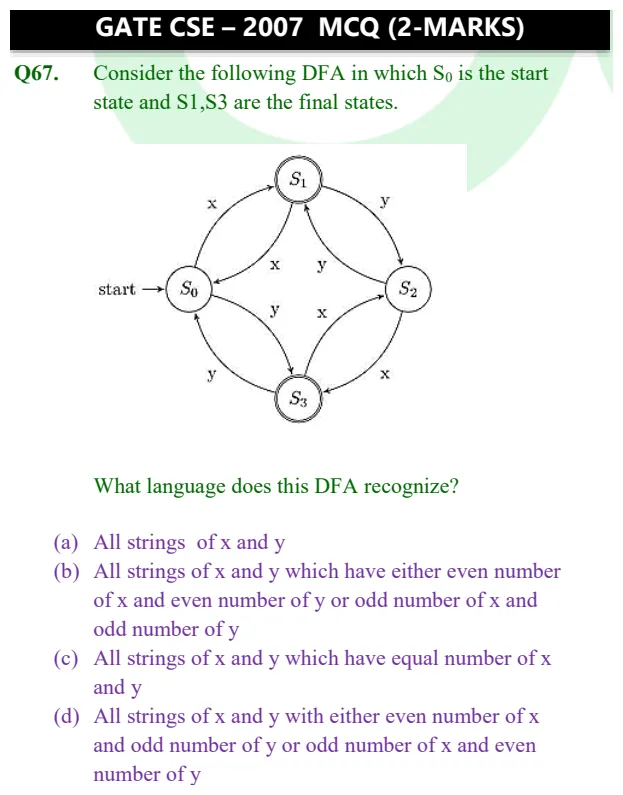 GATE CSE – 2007 MCQ (2-MARKS)
Q67. Consider the following DFA in which S₀ is the start
state and S1,S3 are the final states.
S₁
x
y
x
y
start
S₀
S₂
y
x
y
x
S₃
What language does this DFA recognize?
(a) All strings of x and y
(b) All strings of x and y which have either even number
of x and even number of y or odd number of x and
odd number of y
(c) All strings of x and y which have equal number of x
and y
(d) All strings of x and y with either even number of x
and odd number of y or odd number of x and even
number of y